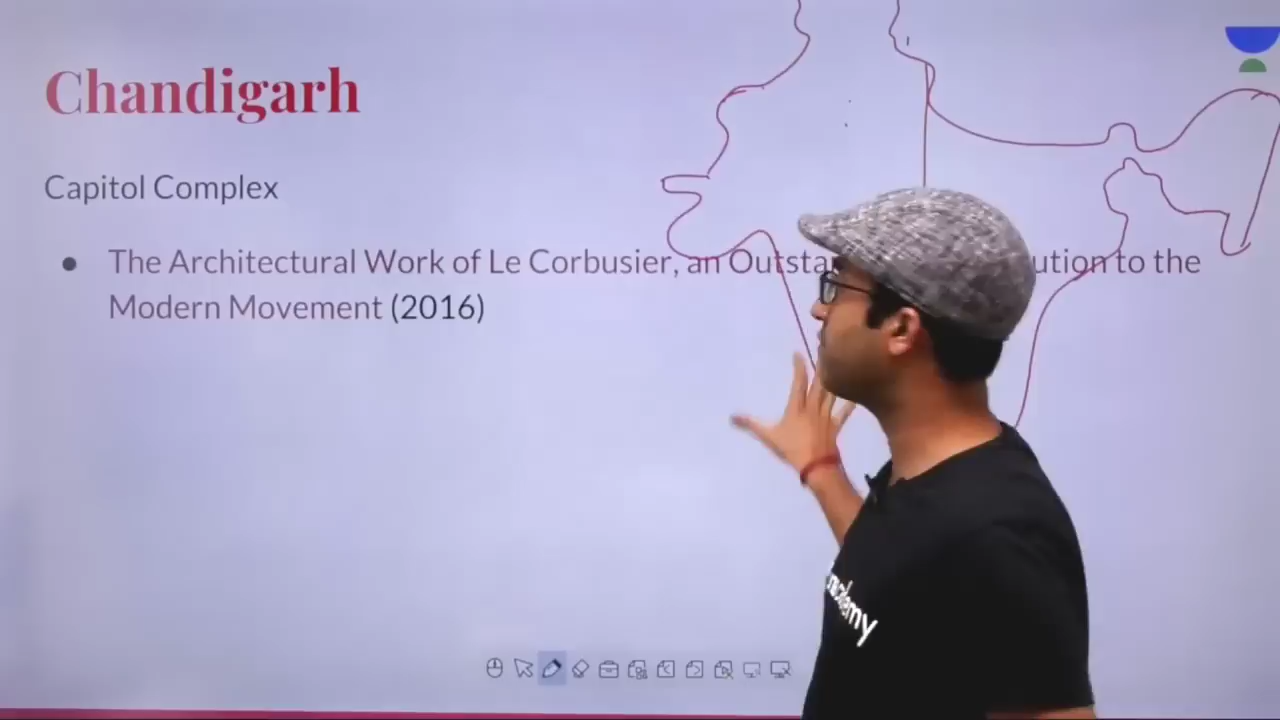 Chandigarh
Capitol Complex
● The Architectural Work of Le Corbusier, an to the
Modern Movement (2016)